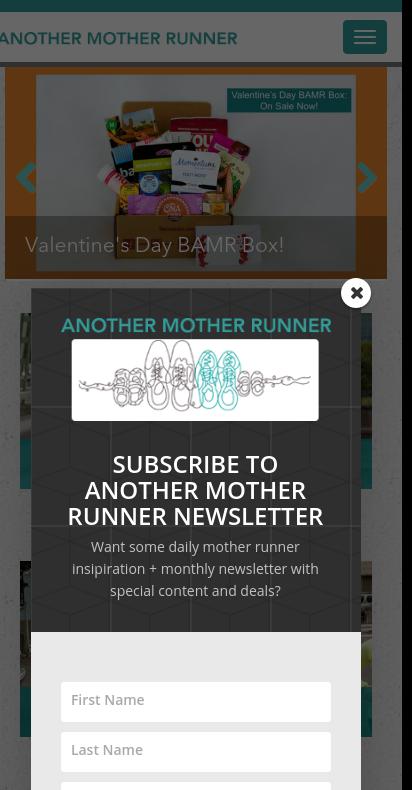 ANOTHER MOTHER RUNNER
Valentine's Day BAMR Box:
On Sale Now!
Momentum
Valentine's Day BAMR Box!
ANOTHER MOTHER RUNNER
SUBSCRIBE TO
ANOTHER MOTHER
RUNNER NEWSLETTER
Want some daily mother runner
insipiration + monthly newsletter with
special content and deals?
First Name
Last Name